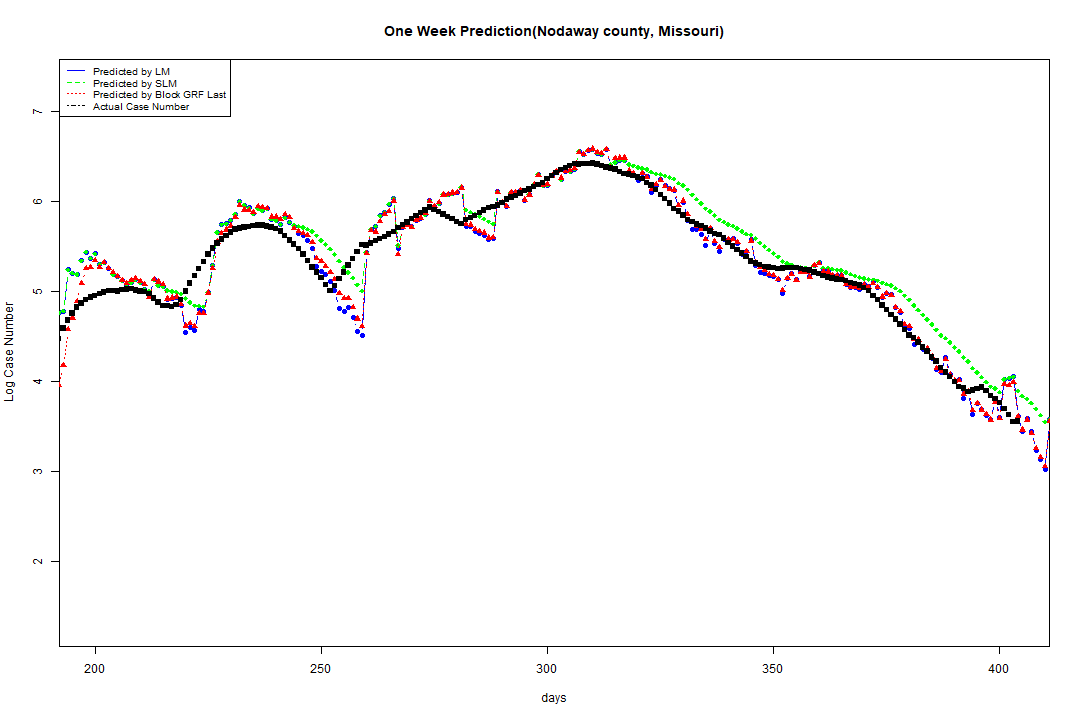 One Week Prediction(Nodaway county, Missouri)
Predicted by LM
Predicted by SLM
Predicted by Block GRF Last
Actual Case Number
7
6
5
4
3
2
Log Case Number
200 250 300 350 400
days